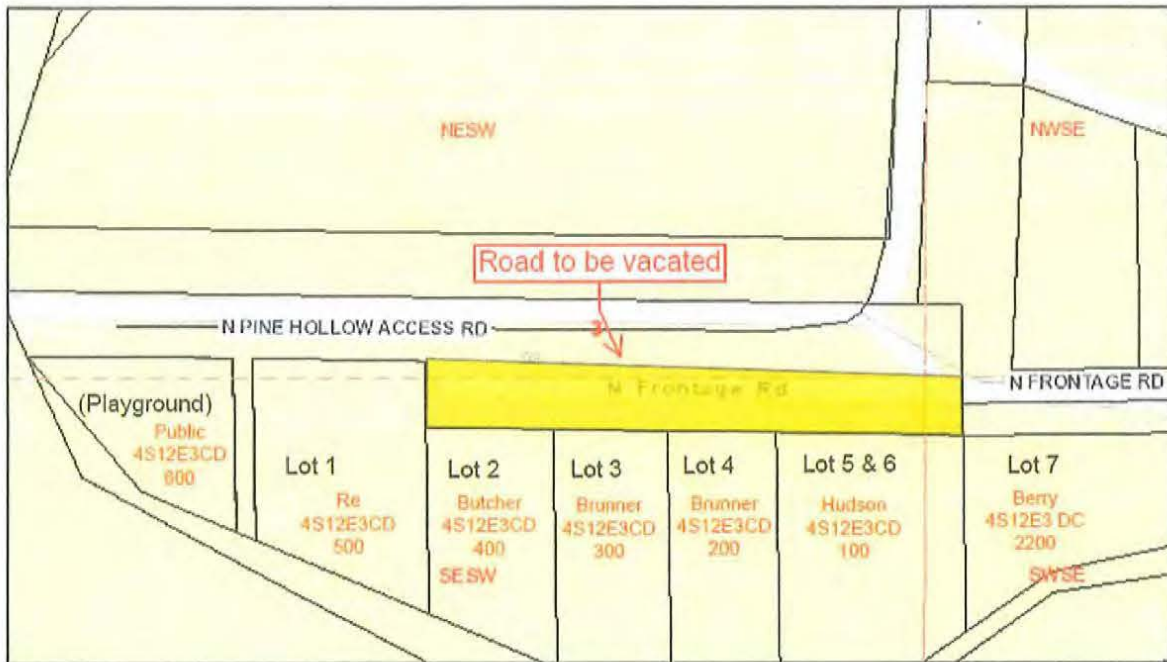 NESW
NWSE
Road to be vacated
N PINE HOLLOW ACCESS RD
3
N Frontage Rd
N FRONTAGE RD
(Playground)
Public
4S12E3CD
600
Lot 1
Re
4S12E3CD
500
Lot 2
Butcher
4S12E3CD
400
SESW
Lot 3
Brunner
4S12E3CD
300
Lot 4
Brunner
4S12E3CD
200
Lot 5 & 6
Hudson
4S12E3CD
100
Lot 7
Berry
4S12E3 DC
2200
SWSE